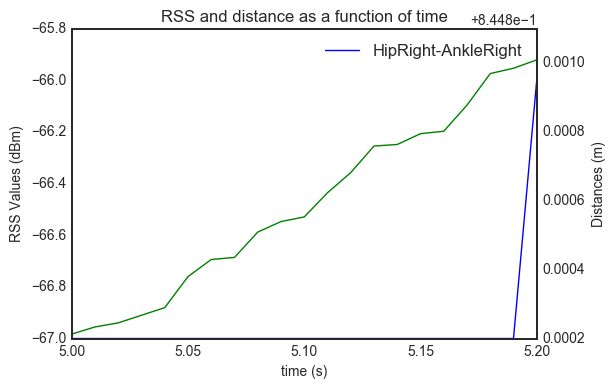 RSS and distance as a function of time
+8.448e−1
HipRight-AnkleRight
RSS Values (dBm)
−65.8
−66.0
−66.2
−66.4
−66.6
−66.8
−67.0
0.0010
0.0008
0.0006
0.0004
0.0002
Distances (m)
5.00 5.05 5.10 5.15 5.20
time (s)